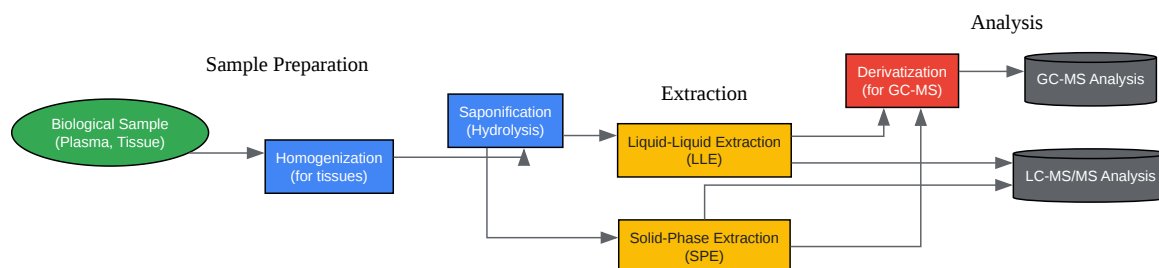 Analysis
Sample Preparation
Derivatization
(for GC-MS)
GC-MS Analysis
Extraction
Saponification
(Hydrolysis)
Biological Sample
(Plasma, Tissue)
Liquid-Liquid Extraction
(LLE)
Homogenization
(for tissues)
LC-MS/MS Analysis
Solid-Phase Extraction
(SPE)